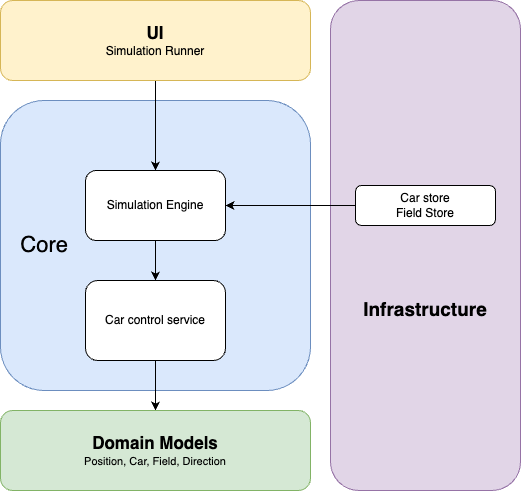 UI
Simulation Runner
Core
Simulation Engine
Car control service
Domain Models
Position, Car, Field, Direction
Car store
Field Store
Infrastructure